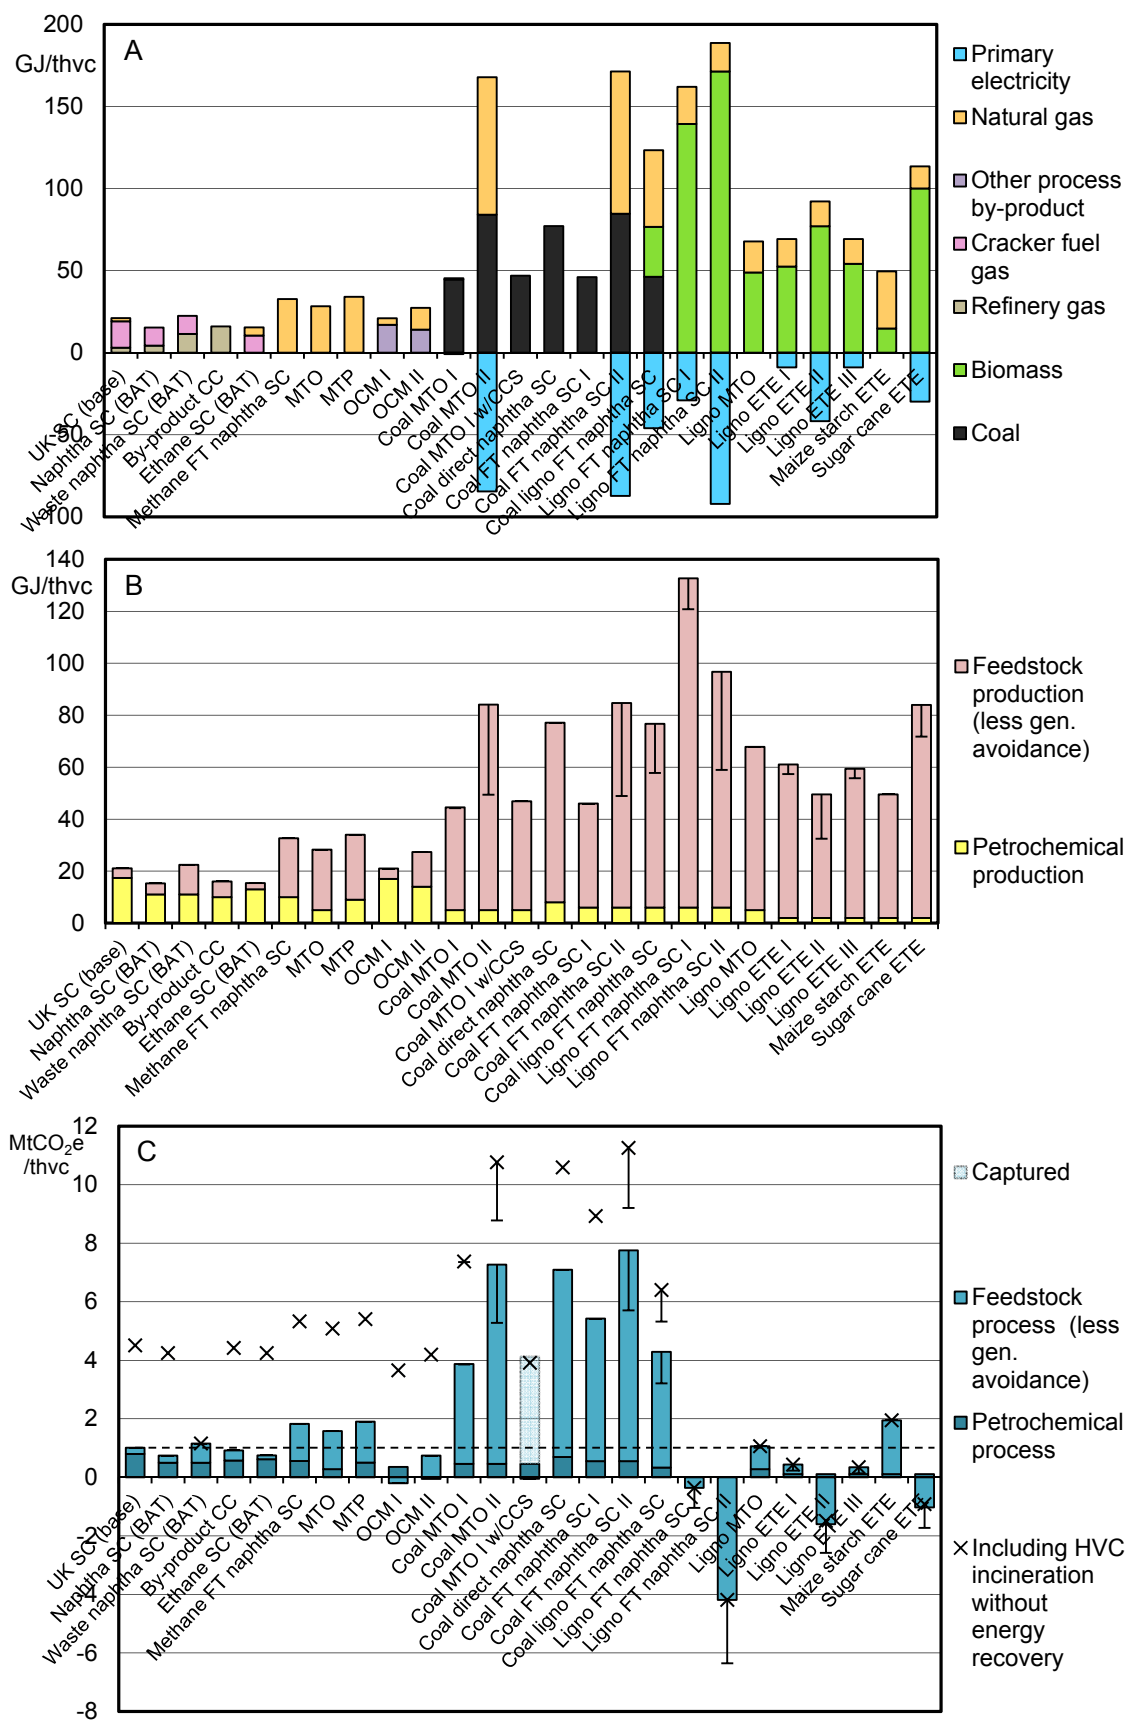 A
GJ/thvc
200
150
100
50
0
50
100
UK SC (base)
Naphtha SC (BAT)
Waste naphtha SC (BAT)
By-product CC
Ethane SC (BAT)
Methane FT naphtha SC
MTO
MTP
OCM I
OCM II
Coal MTO I
Coal MTO II
Coal MTO I w/CCS
Coal direct naphtha SC
Coal FT naphtha SC I
Coal FT naphtha SC II
Coal ligno FT naphtha SC
Ligno FT naphtha SC I
Ligno FT naphtha SC II
Ligno MTO
Ligno ETE I
Ligno ETE II
Ligno ETE III
Maize starch ETE
Sugar cane ETE
Primary
electricity
Natural gas
Other process
by-product
Cracker fuel
gas
Refinery gas
Biomass
Coal
B
GJ/thvc
140
120
100
80
60
40
20
0
UK SC (base)
Naphtha SC (BAT)
Waste naphtha SC (BAT)
By-product CC
Ethane SC (BAT)
Methane FT naphtha SC
MTO
MTP
OCM I
OCM II
Coal MTO I
Coal MTO II
Coal MTO I w/CCS
Coal direct naphtha SC
Coal FT naphtha SC I
Coal FT naphtha SC II
Coal ligno FT naphtha SC
Ligno FT naphtha SC I
Ligno FT naphtha SC II
Ligno MTO
Ligno ETE I
Ligno ETE II
Ligno ETE III
Maize starch ETE
Sugar cane ETE
Feedstock
production
(less gen.
avoidance)
Petrochemical
production
C
MtCO2e
/thvc
12
10
8
6
4
2
0
-2
-4
-6
-8
UK SC (base)
Naphtha SC (BAT)
Waste naphtha SC (BAT)
By-product CC
Ethane SC (BAT)
Methane FT naphtha SC
MTO
MTP
OCM I
OCM II
Coal MTO I
Coal MTO II
Coal MTO I w/CCS
Coal direct naphtha SC
Coal FT naphtha SC I
Coal FT naphtha SC II
Coal ligno FT naphtha SC
Ligno FT naphtha SC I
Ligno FT naphtha SC II
Ligno MTO
Ligno ETE I
Ligno ETE II
Ligno ETE III
Maize starch ETE
Sugar cane ETE
Captured
Feedstock
process (less
gen.
avoidance)
Petrochemical
process
Including HVC
incineration
without
energy
recovery